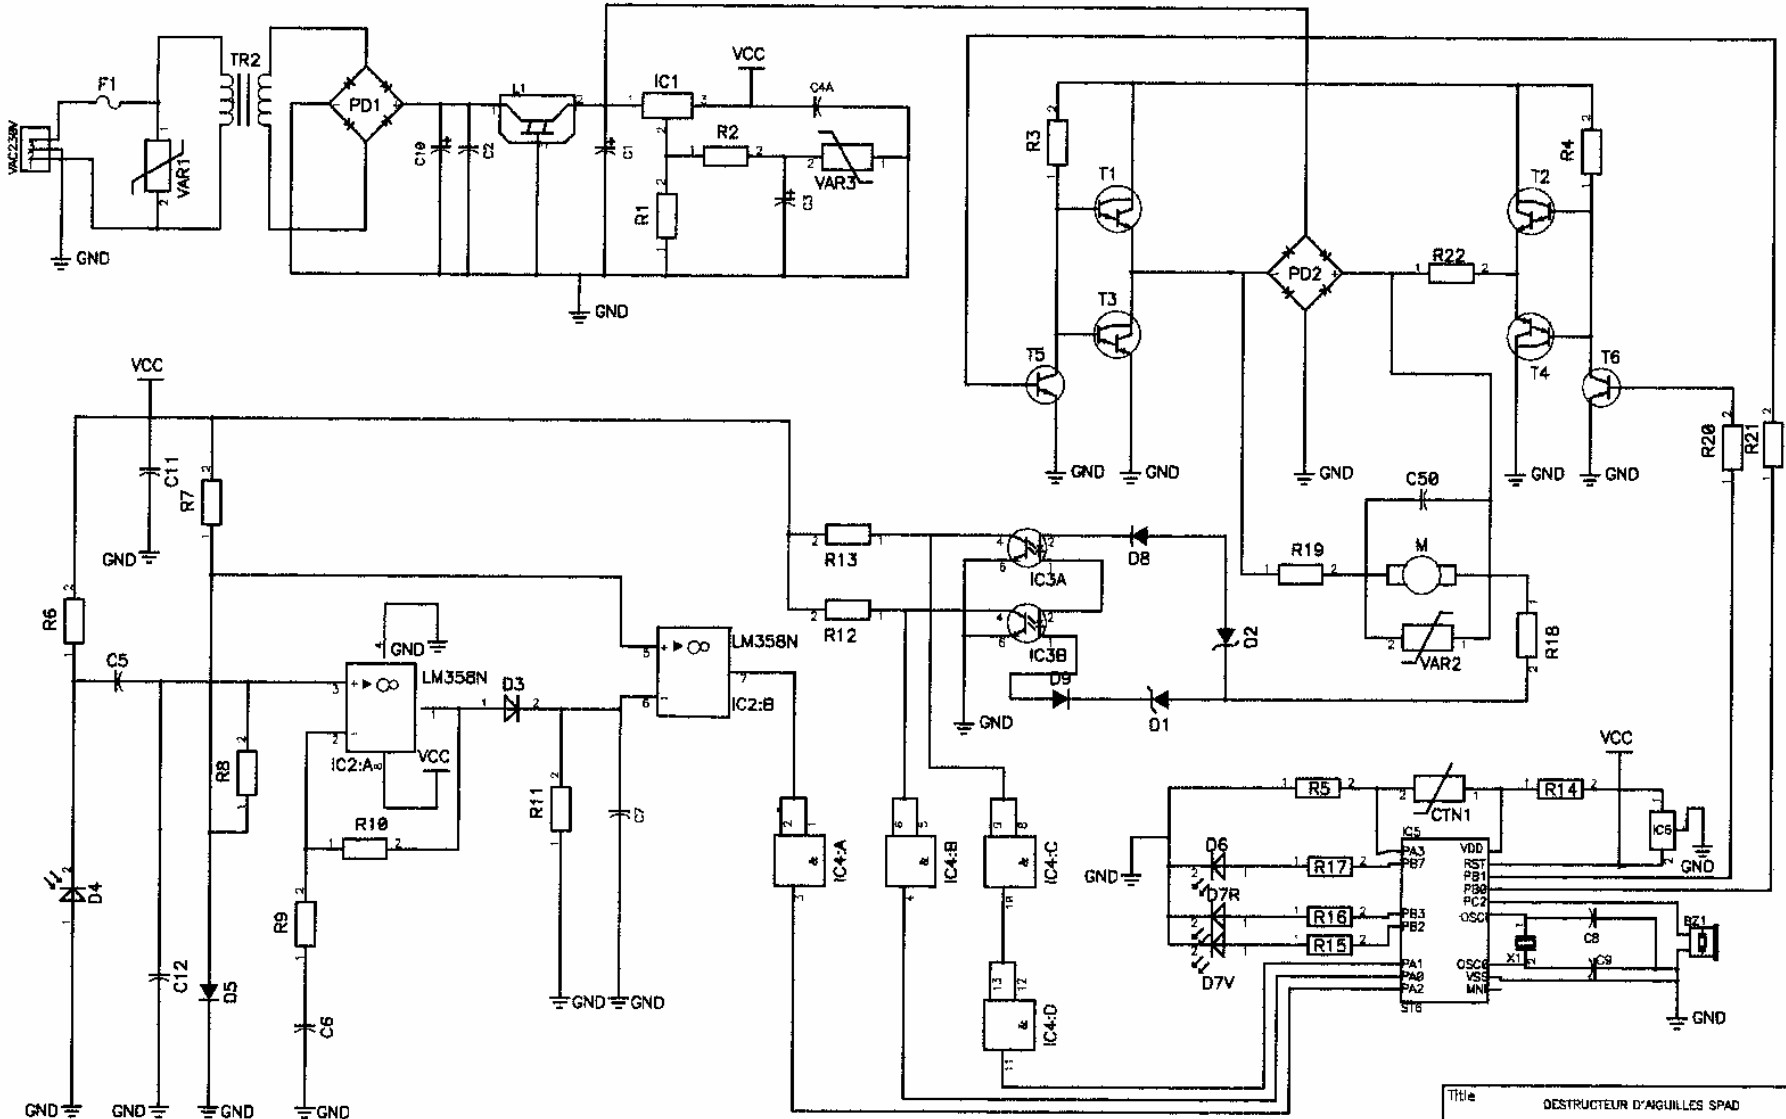 VAC230V
F1
VAR1
1
2
TR2
GND
PD1
C10
C2
L1
C1
IC1
VCC
C4A
R2
R1
C3
VAR3
GND
R3
T1
T3
T5
PD2
R22
R4
T2
T4
T6
GND
GND
GND
GND
GND
R20
R21
VCC
C11
GND
R7
R6
C5
GND
LM358N
IC2:A
VCC
R8
R10
D3
LM358N
IC2:B
R11
C7
R9
C6
C12
D4
D5
GND
GND
GND
GND
GND
GND
R13
R12
IC3A
IC3B
D8
D2
D9
D1
GND
R19
C50
M
VAR2
R18
IC4:A
&
IC4:B
&
IC4:C
&
IC4:D
&
GND
R5
CTN1
R14
VCC
IC6
GND
D6
R17
D7R
R16
R15
D7V
IC5
PA3
PB7
PB3
PB2
PA1
PA0
PA2
VDD
RST
PB1
PB0
PC2
OSCI
OSCO
VSS
MNI
ST6
X1
C8
C9
BZ1
GND
Title
DESTRUCTEUR D'AIGUILLES SPAD